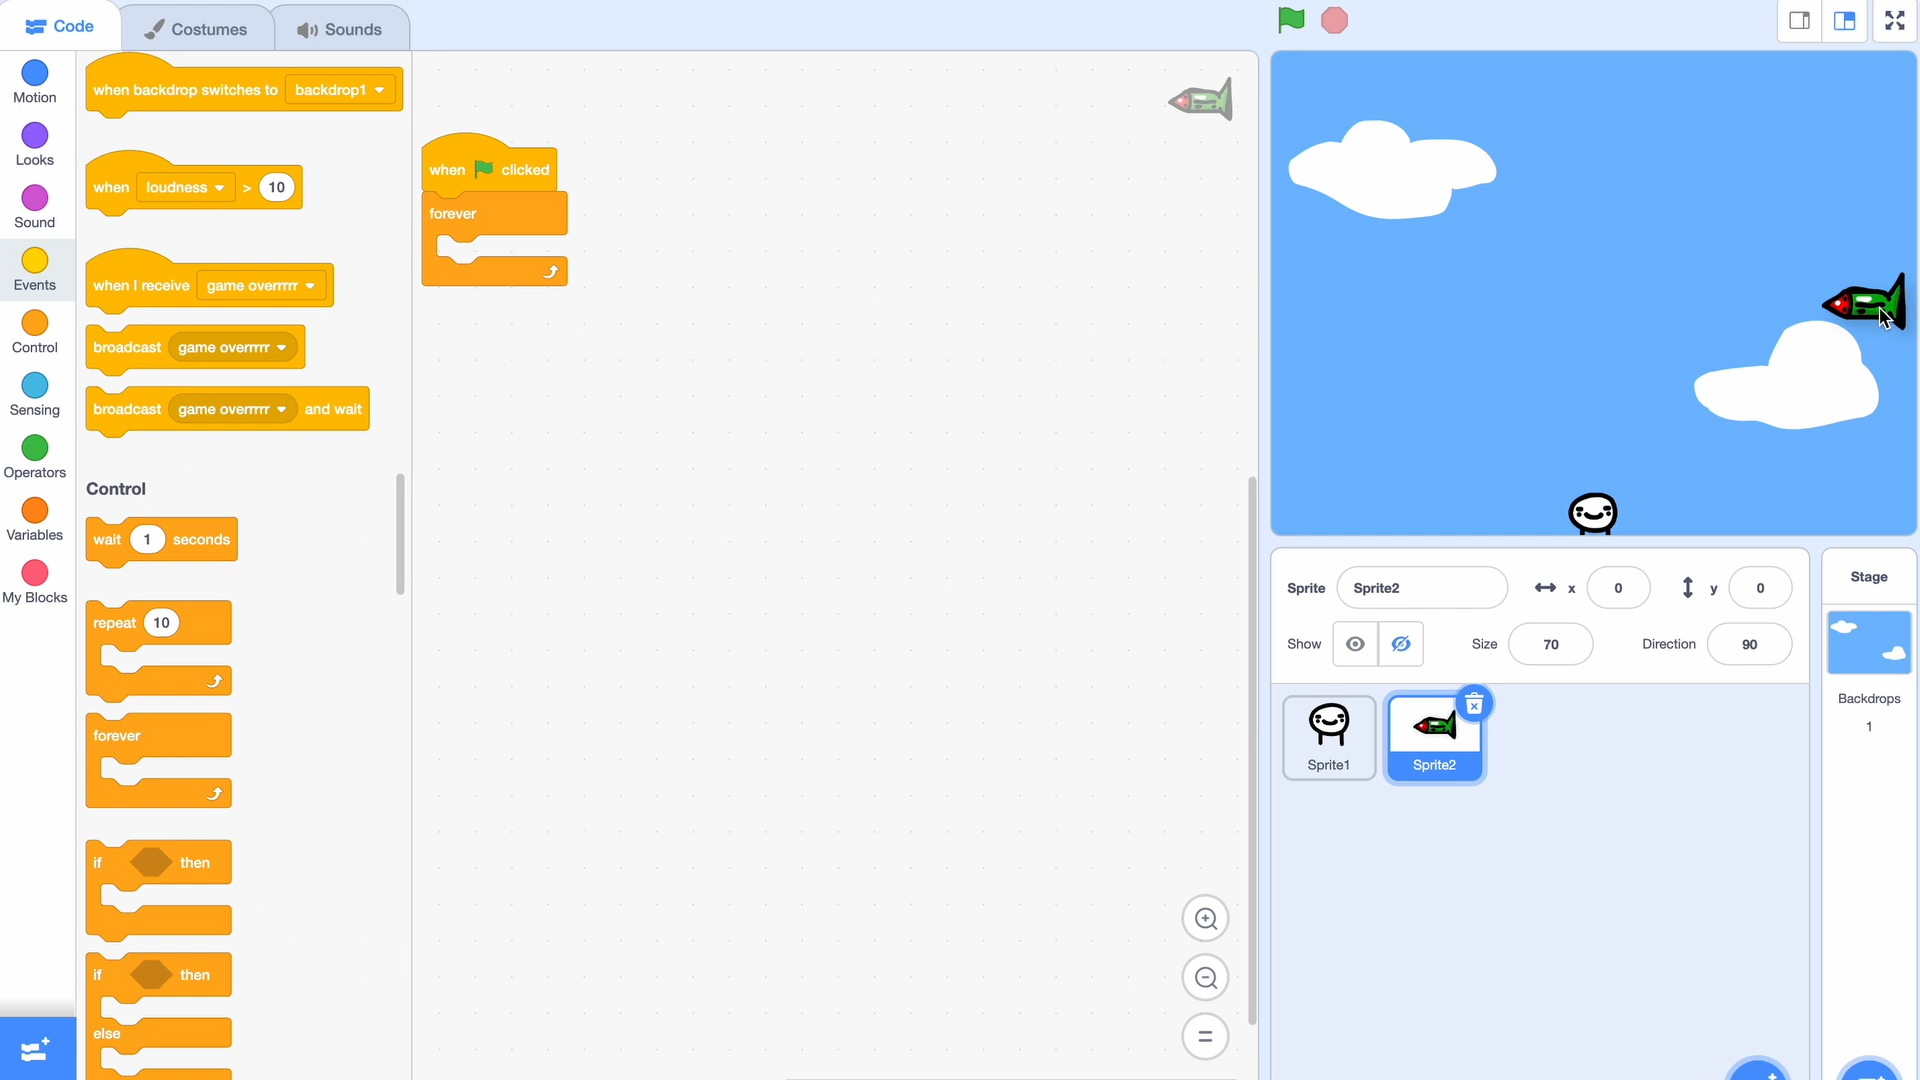 Code
Costumes
Sounds
Motion
Looks
Sound
Events
Control
Sensing
Operators
Variables
My Blocks
when backdrop switches to backdrop1
when loudness > 10
when I receive game overrrrr
broadcast game overrrrr
broadcast game overrrrr and wait
Control
wait 1 seconds
repeat 10
forever
if then
if then
else
when clicked
forever
Sprite Sprite2 x 0 y 0
Show Size 70 Direction 90
Sprite1
Sprite2
Stage
Backdrops
1